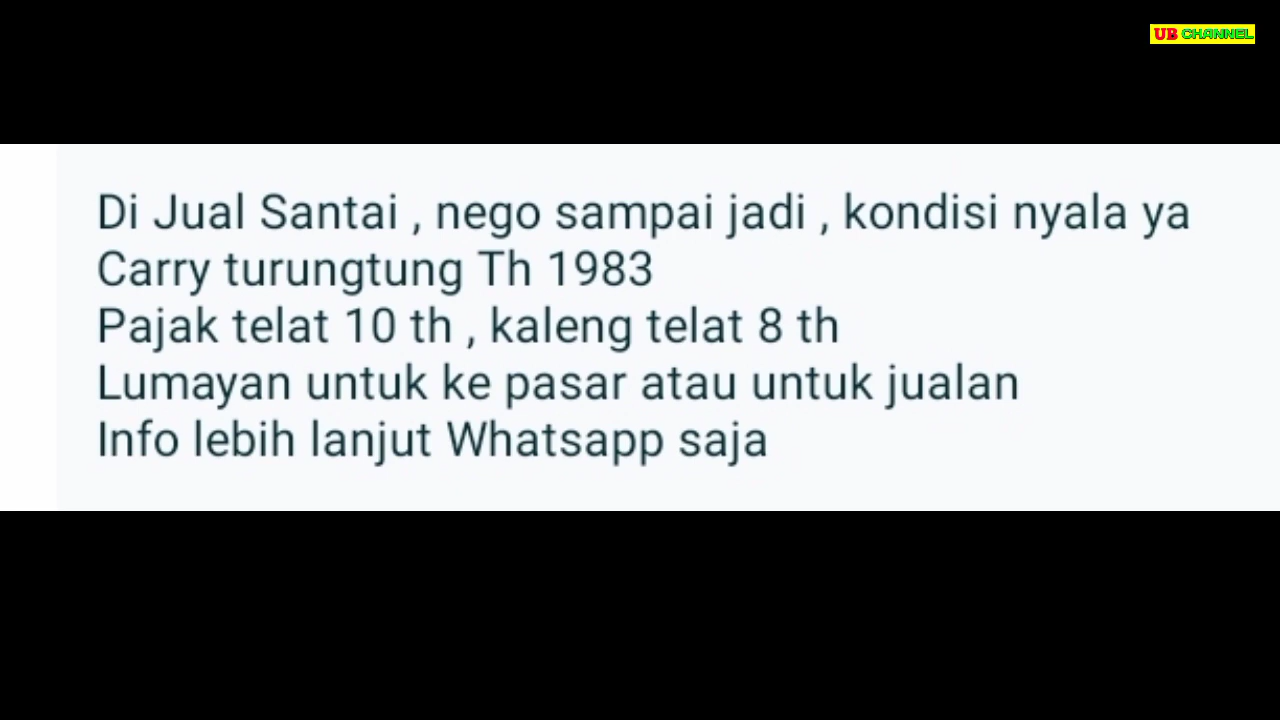 UB CHANNEL
Di Jual Santai , nego sampai jadi , kondisi nyala ya
Carry turungtung Th 1983
Pajak telat 10 th , kaleng telat 8 th
Lumayan untuk ke pasar atau untuk jualan
Info lebih lanjut Whatsapp saja